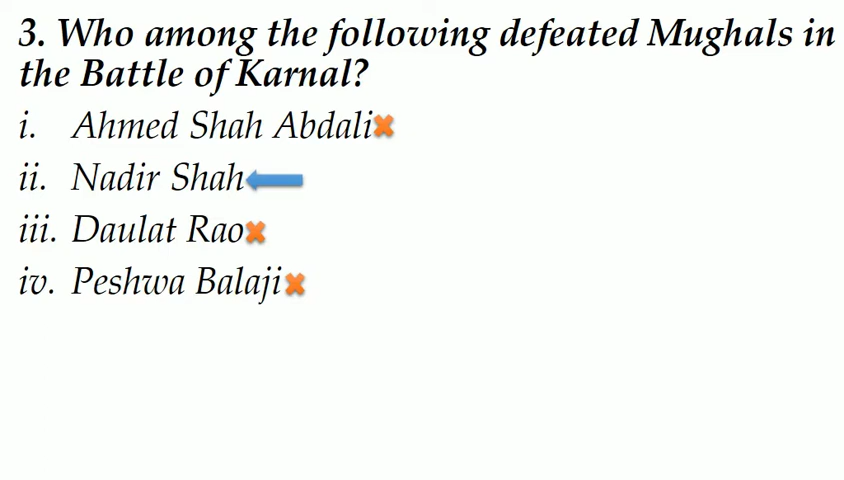 3. Who among the following defeated Mughals in
the Battle of Karnal?
i. Ahmed Shah Abdali
ii. Nadir Shah
iii. Daulat Rao
iv. Peshwa Balaji